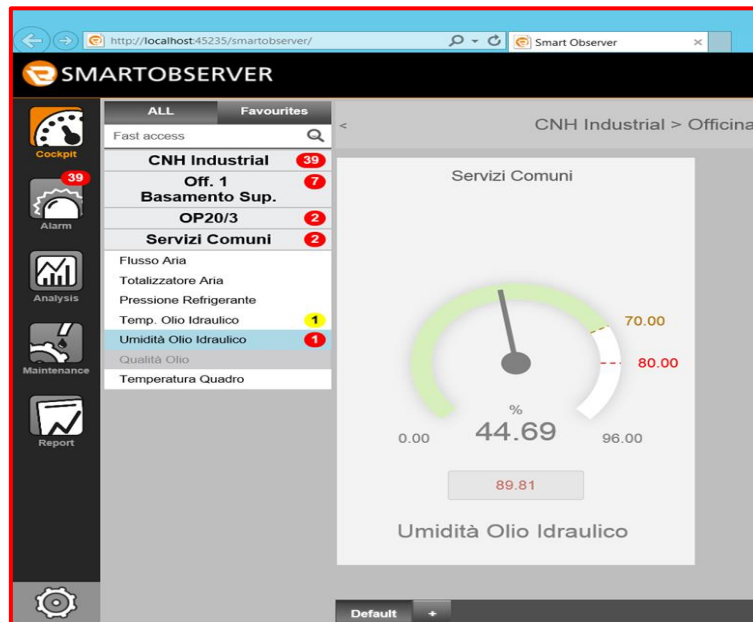 http://localhost:45235/smartobserver/
Smart Observer
SMARTOBSERVER
Cockpit
39
Alarm
Analysis
Maintenance
Report
ALL Favourites
Fast access
CNH Industrial 39
Off. 1 7
Basamento Sup.
OP20/3 2
Servizi Comuni 2
Flusso Aria
Totalizzatore Aria
Pressione Refrigerante
Temp. Olio Idraulico 1
Umidità Olio Idraulico 1
Qualità Olio
Temperatura Quadro
< CNH Industrial > Officina
Servizi Comuni
70.00
80.00
%
0.00 44.69 96.00
89.81
Umidità Olio Idraulico
Default +